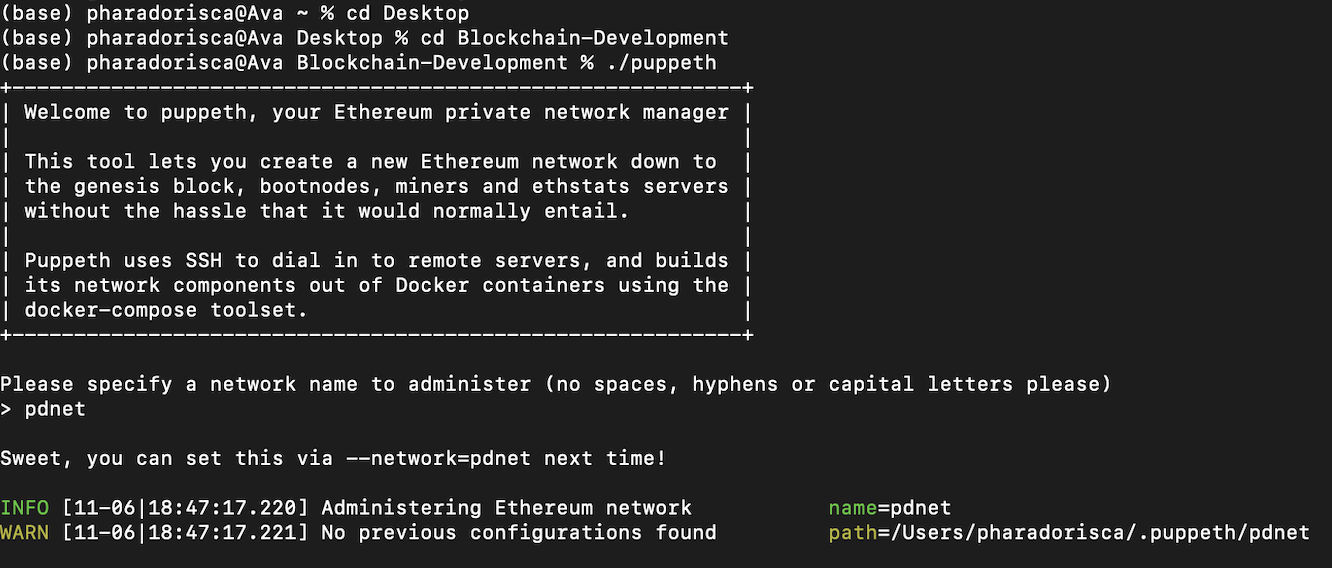 (base) pharadorisca@Ava ~ % cd Desktop
(base) pharadorisca@Ava Desktop % cd Blockchain-Development
(base) pharadorisca@Ava Blockchain-Development % ./puppeth
+-----------------------------------------------------------+
| Welcome to puppeth, your Ethereum private network manager |
|                                                           |
| This tool lets you create a new Ethereum network down to  |
| the genesis block, bootnodes, miners and ethstats servers |
| without the hassle that it would normally entail.         |
|                                                           |
| Puppeth uses SSH to dial in to remote servers, and builds |
| its network components out of Docker containers using the |
| docker-compose toolset.                                   |
+-----------------------------------------------------------+
Please specify a network name to administer (no spaces, hyphens or capital letters please)
> pdnet
Sweet, you can set this via --network=pdnet next time!
INFO [11-06|18:47:17.220] Administering Ethereum network           name=pdnet
WARN [11-06|18:47:17.221] No previous configurations found         path=/Users/pharadorisca/.puppeth/pdnet